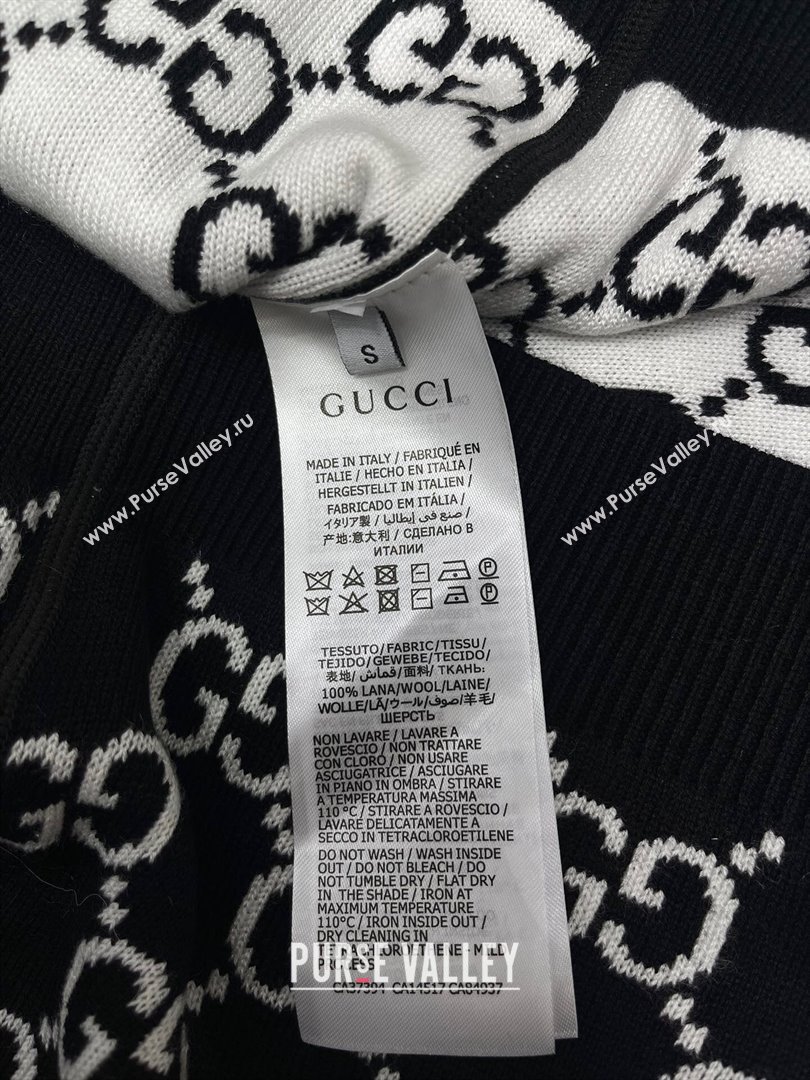 S
GUCCI
MADE IN ITALY / FABRIQUÉ EN
ITALIE / HECHO EN ITALIA /
HERGESTELLT IN ITALIEN /
FABRICADO EM ITÁLIA /
イタリア製 / صنع في إيطاليا /
产地:意大利 / СДЕЛАНО В
ИТАЛИИ
www.PurseValley.ru
www.PurseValley.ru
TESSUTO/FABRIC/TISSU/
TEJIDO/GEWEBE/TECIDO/
表地/ قماش/面料/ ТКАНЬ:
100% LANA/WOOL/LAINE/
WOLLE/LÃ/ウール/صوف/羊毛/
ШЕРСТЬ
NON LAVARE / LAVARE A
ROVESCIO / NON TRATTARE
CON CLORO / NON USARE
ASCIUGATRICE / ASCIUGARE
IN PIANO IN OMBRA / STIRARE
A TEMPERATURA MASSIMA
110 °C / STIRARE A ROVESCIO /
LAVARE DELICATAMENTE A
SECCO IN TETRACLOROETILENE
DO NOT WASH / WASH INSIDE
OUT / DO NOT BLEACH / DO
NOT TUMBLE DRY / FLAT DRY
IN THE SHADE / IRON AT
MAXIMUM TEMPERATURE
110°C / IRON INSIDE OUT /
DRY CLEANING IN
TETRACHLOROETHENE - MILD
PROCESS
PURSE VALLEY
CA37394 CA14517 CA84937